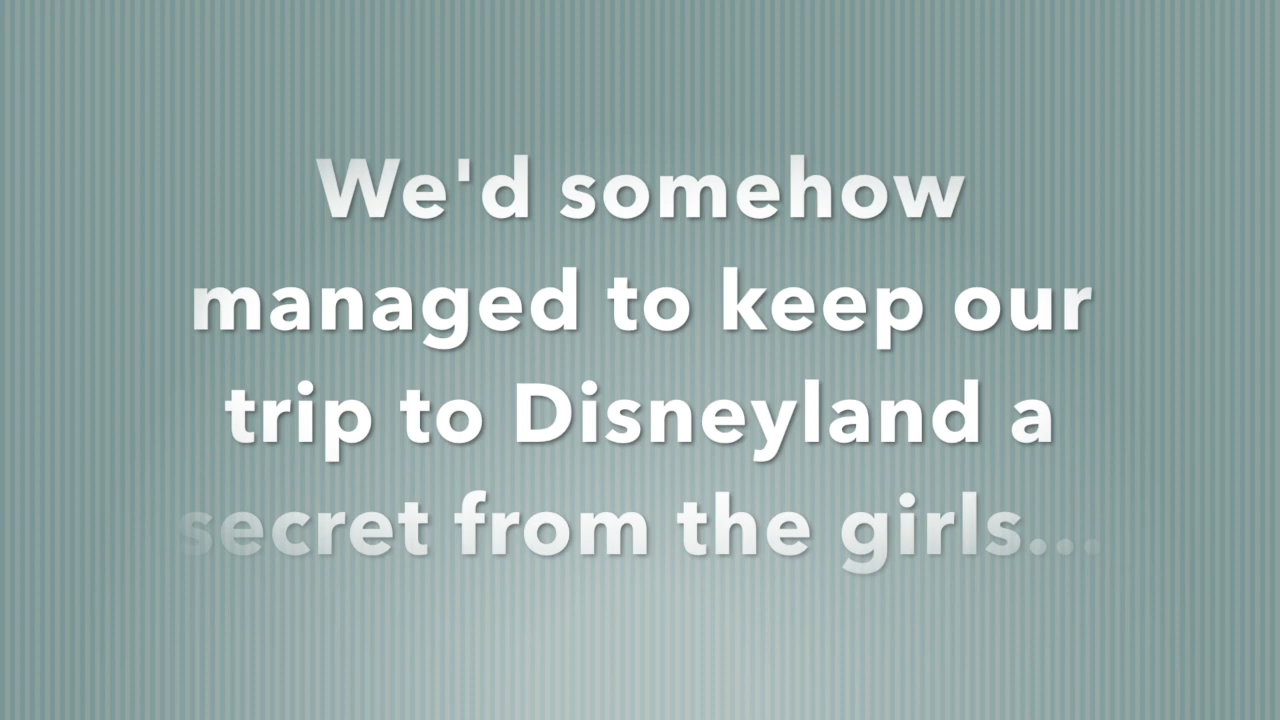 We'd somehow
managed to keep our
trip to Disneyland a
secret from the girls...